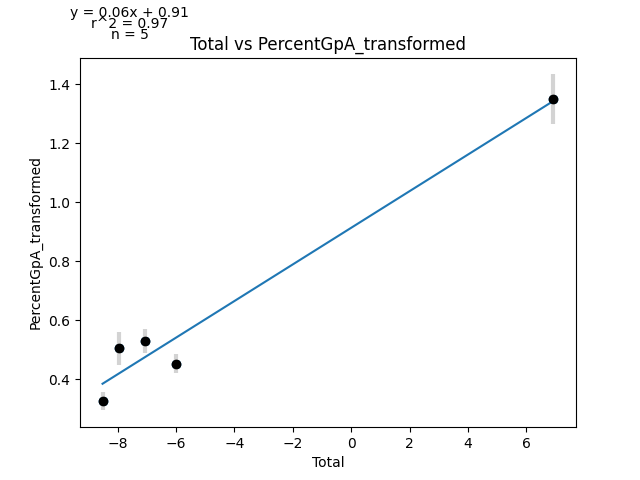 y = 0.06x + 0.91
r^2 = 0.97
n = 5
Total vs PercentGpA_transformed
PercentGpA_transformed
1.4
1.2
1.0
0.8
0.6
0.4
−8
−6
−4
−2
0
2
4
6
Total